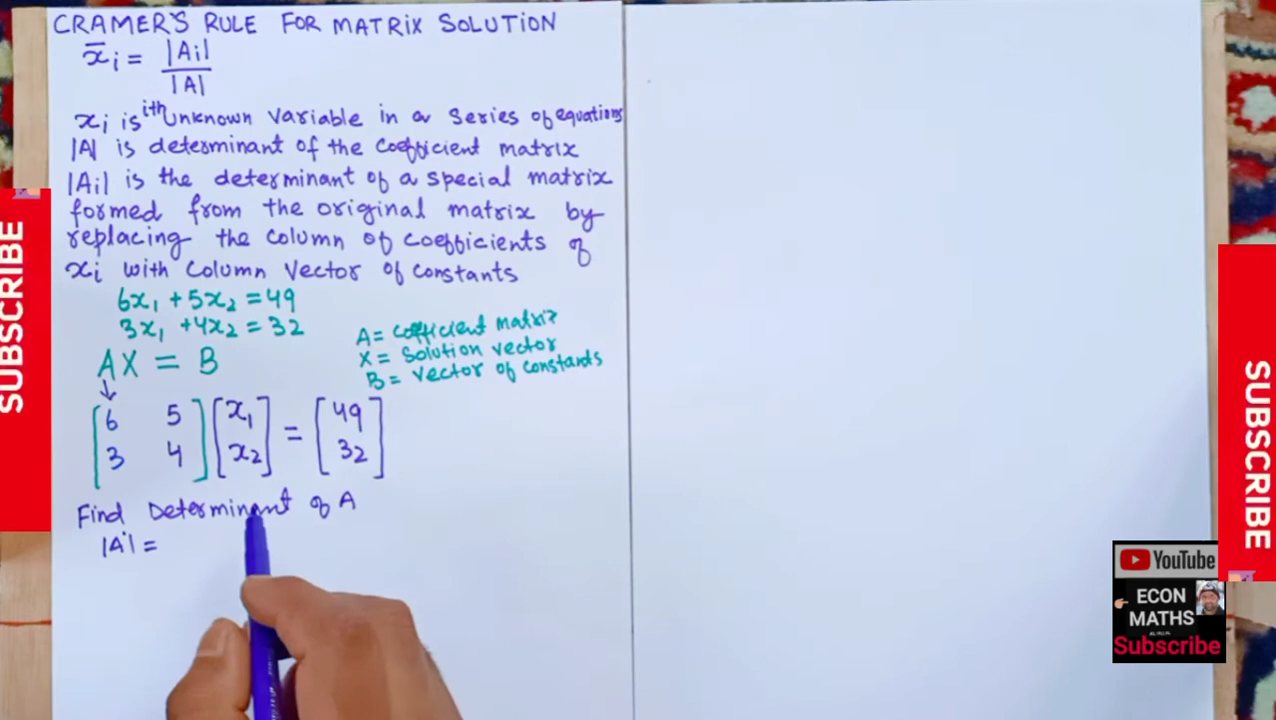 CRAMER'S RULE FOR MATRIX SOLUTION
x̄i = |Ai| / |A|
xi is ith unknown variable in a series of equations
|A| is determinant of the coefficient matrix
|Ai| is the determinant of a special matrix
formed from the original matrix by
replacing the column of coefficients of
xi with column vector of constants
6x1 + 5x2 = 49
3x1 + 4x2 = 32
A = coefficient matrix
X = Solution vector
B = vector of constants
AX = B
[6 5] [x1] = [49]
[3 4] [x2] [32]
Find Determinant of A
|A| =
SUBSCRIBE
SUBSCRIBE
YouTube
ECON
MATHS
Subscribe